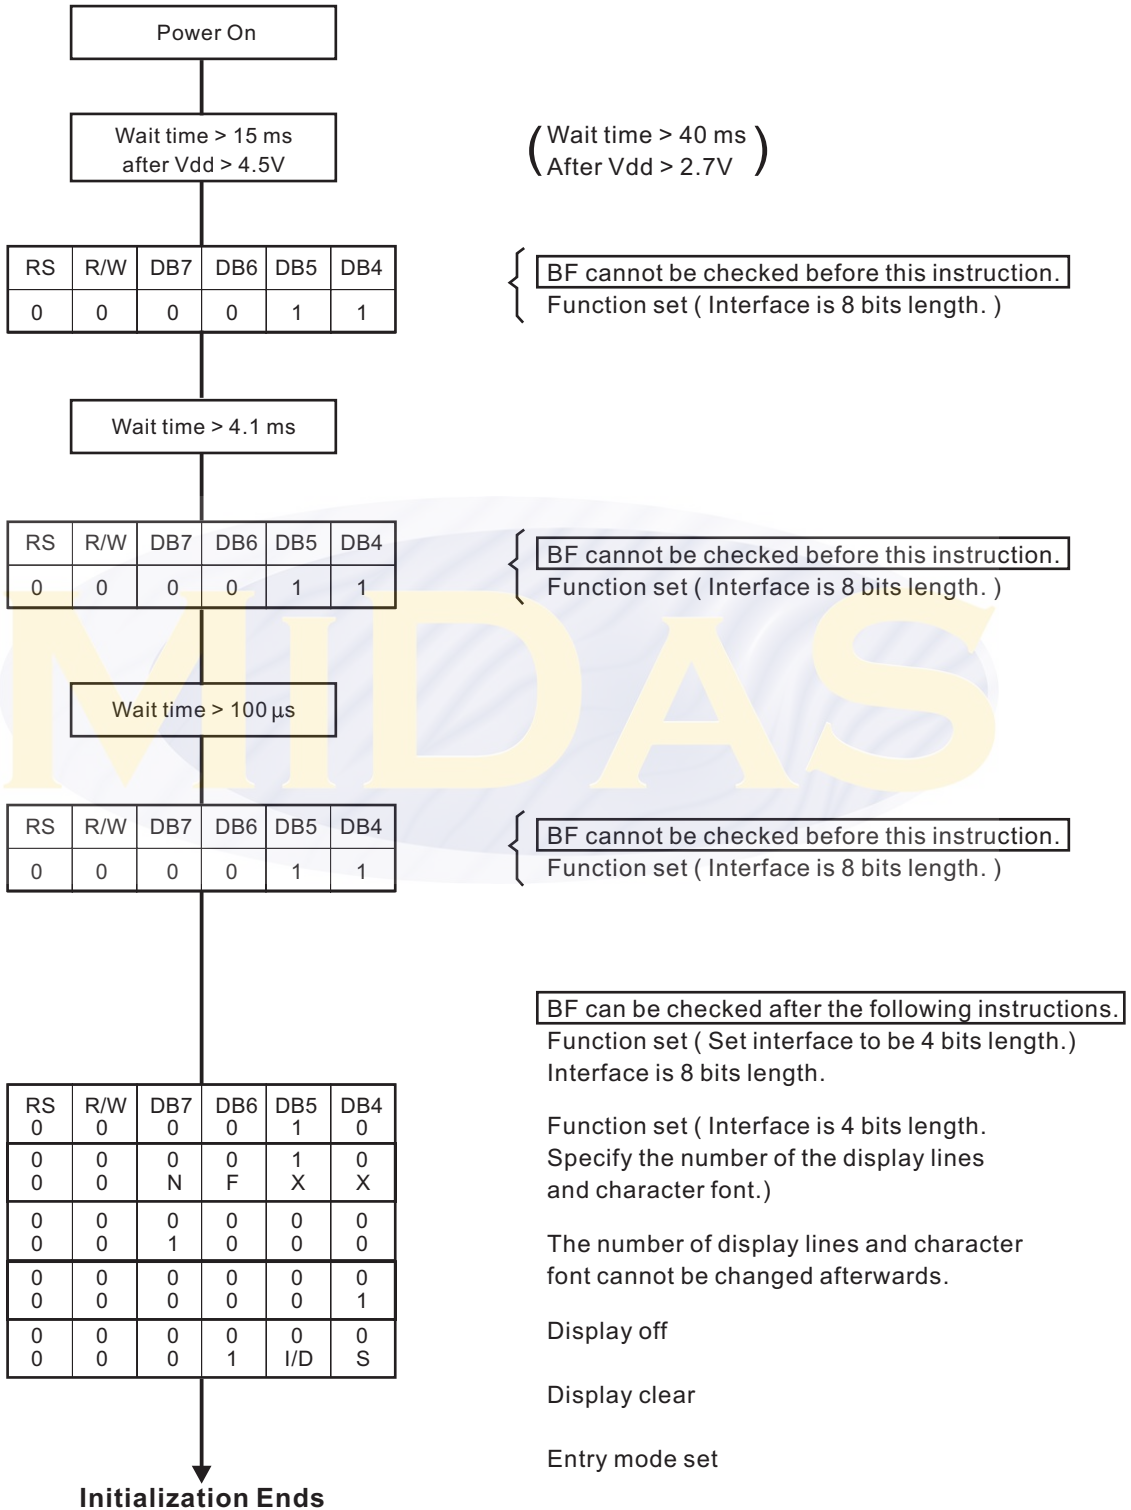 Power On
Wait time > 15 ms
after Vdd > 4.5V
(Wait time > 40 ms
After Vdd > 2.7V)
RS R/W DB7 DB6 DB5 DB4
0 0 0 0 1 1
BF cannot be checked before this instruction.
Function set ( Interface is 8 bits length. )
Wait time > 4.1 ms
RS R/W DB7 DB6 DB5 DB4
0 0 0 0 1 1
BF cannot be checked before this instruction.
Function set ( Interface is 8 bits length. )
MIDAS
Wait time > 100 µs
RS R/W DB7 DB6 DB5 DB4
0 0 0 0 1 1
BF cannot be checked before this instruction.
Function set ( Interface is 8 bits length. )
BF can be checked after the following instructions.
Function set ( Set interface to be 4 bits length.)
Interface is 8 bits length.
RS R/W DB7 DB6 DB5 DB4
0 0 0 0 1 0
0 0 0 0 1 0
0 0 N F X X
0 0 0 0 0 0
0 0 1 0 0 0
0 0 0 0 0 0
0 0 0 0 0 1
0 0 0 0 0 0
0 0 0 1 I/D S
Function set ( Interface is 4 bits length.
Specify the number of the display lines
and character font.)
The number of display lines and character
font cannot be changed afterwards.
Display off
Display clear
Entry mode set
Initialization Ends